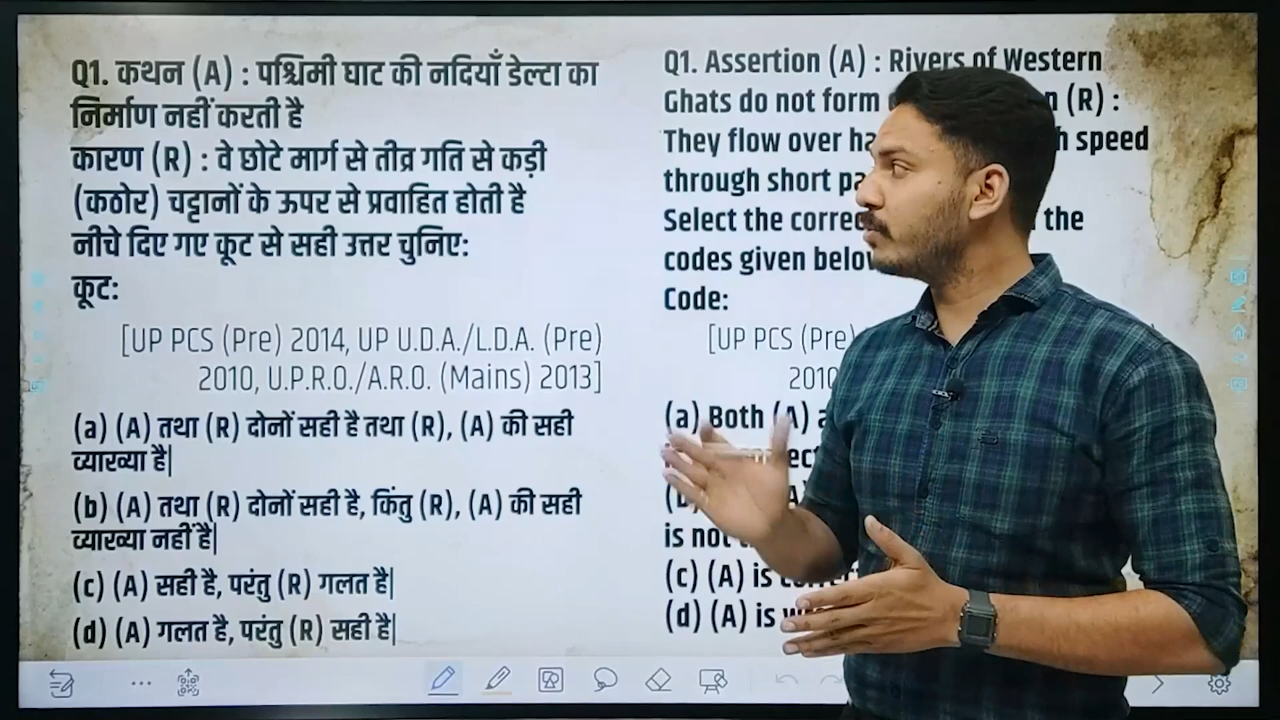 Q1. कथन (A) : पश्चिमी घाट की नदियाँ डेल्टा का
निर्माण नहीं करती है
कारण (R) : वे छोटे मार्ग से तीव्र गति से कड़ी
(कठोर) चट्टानों के ऊपर से प्रवाहित होती है
नीचे दिए गए कूट से सही उत्तर चुनिए:
कूट:
[UP PCS (Pre) 2014, UP U.D.A./L.D.A. (Pre)
2010, U.P.R.O./A.R.O. (Mains) 2013]
(a) (A) तथा (R) दोनों सही है तथा (R), (A) की सही
व्याख्या है|
(b) (A) तथा (R) दोनों सही है, किंतु (R), (A) की सही
व्याख्या नहीं है|
(c) (A) सही है, परंतु (R) गलत है|
(d) (A) गलत है, परंतु (R) सही है|
Q1. Assertion (A) : Rivers of Western
Ghats do not form (R) :
They flow over speed
through short
Select the the
codes given
Code:
[UP PCS (Pre)
2010
(a) Both (A)
is
(c) (A) is
(d) (A) is